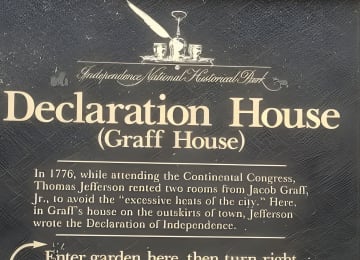 Independence National Historical Park
Declaration House
(Graff House)
In 1776, while attending the Continental Congress,
Thomas Jefferson rented two rooms from Jacob Graff,
Jr., to avoid the "excessive heats of the city." Here,
in Graff's house on the outskirts of town, Jefferson
wrote the Declaration of Independence.
Enter garden here, then turn right